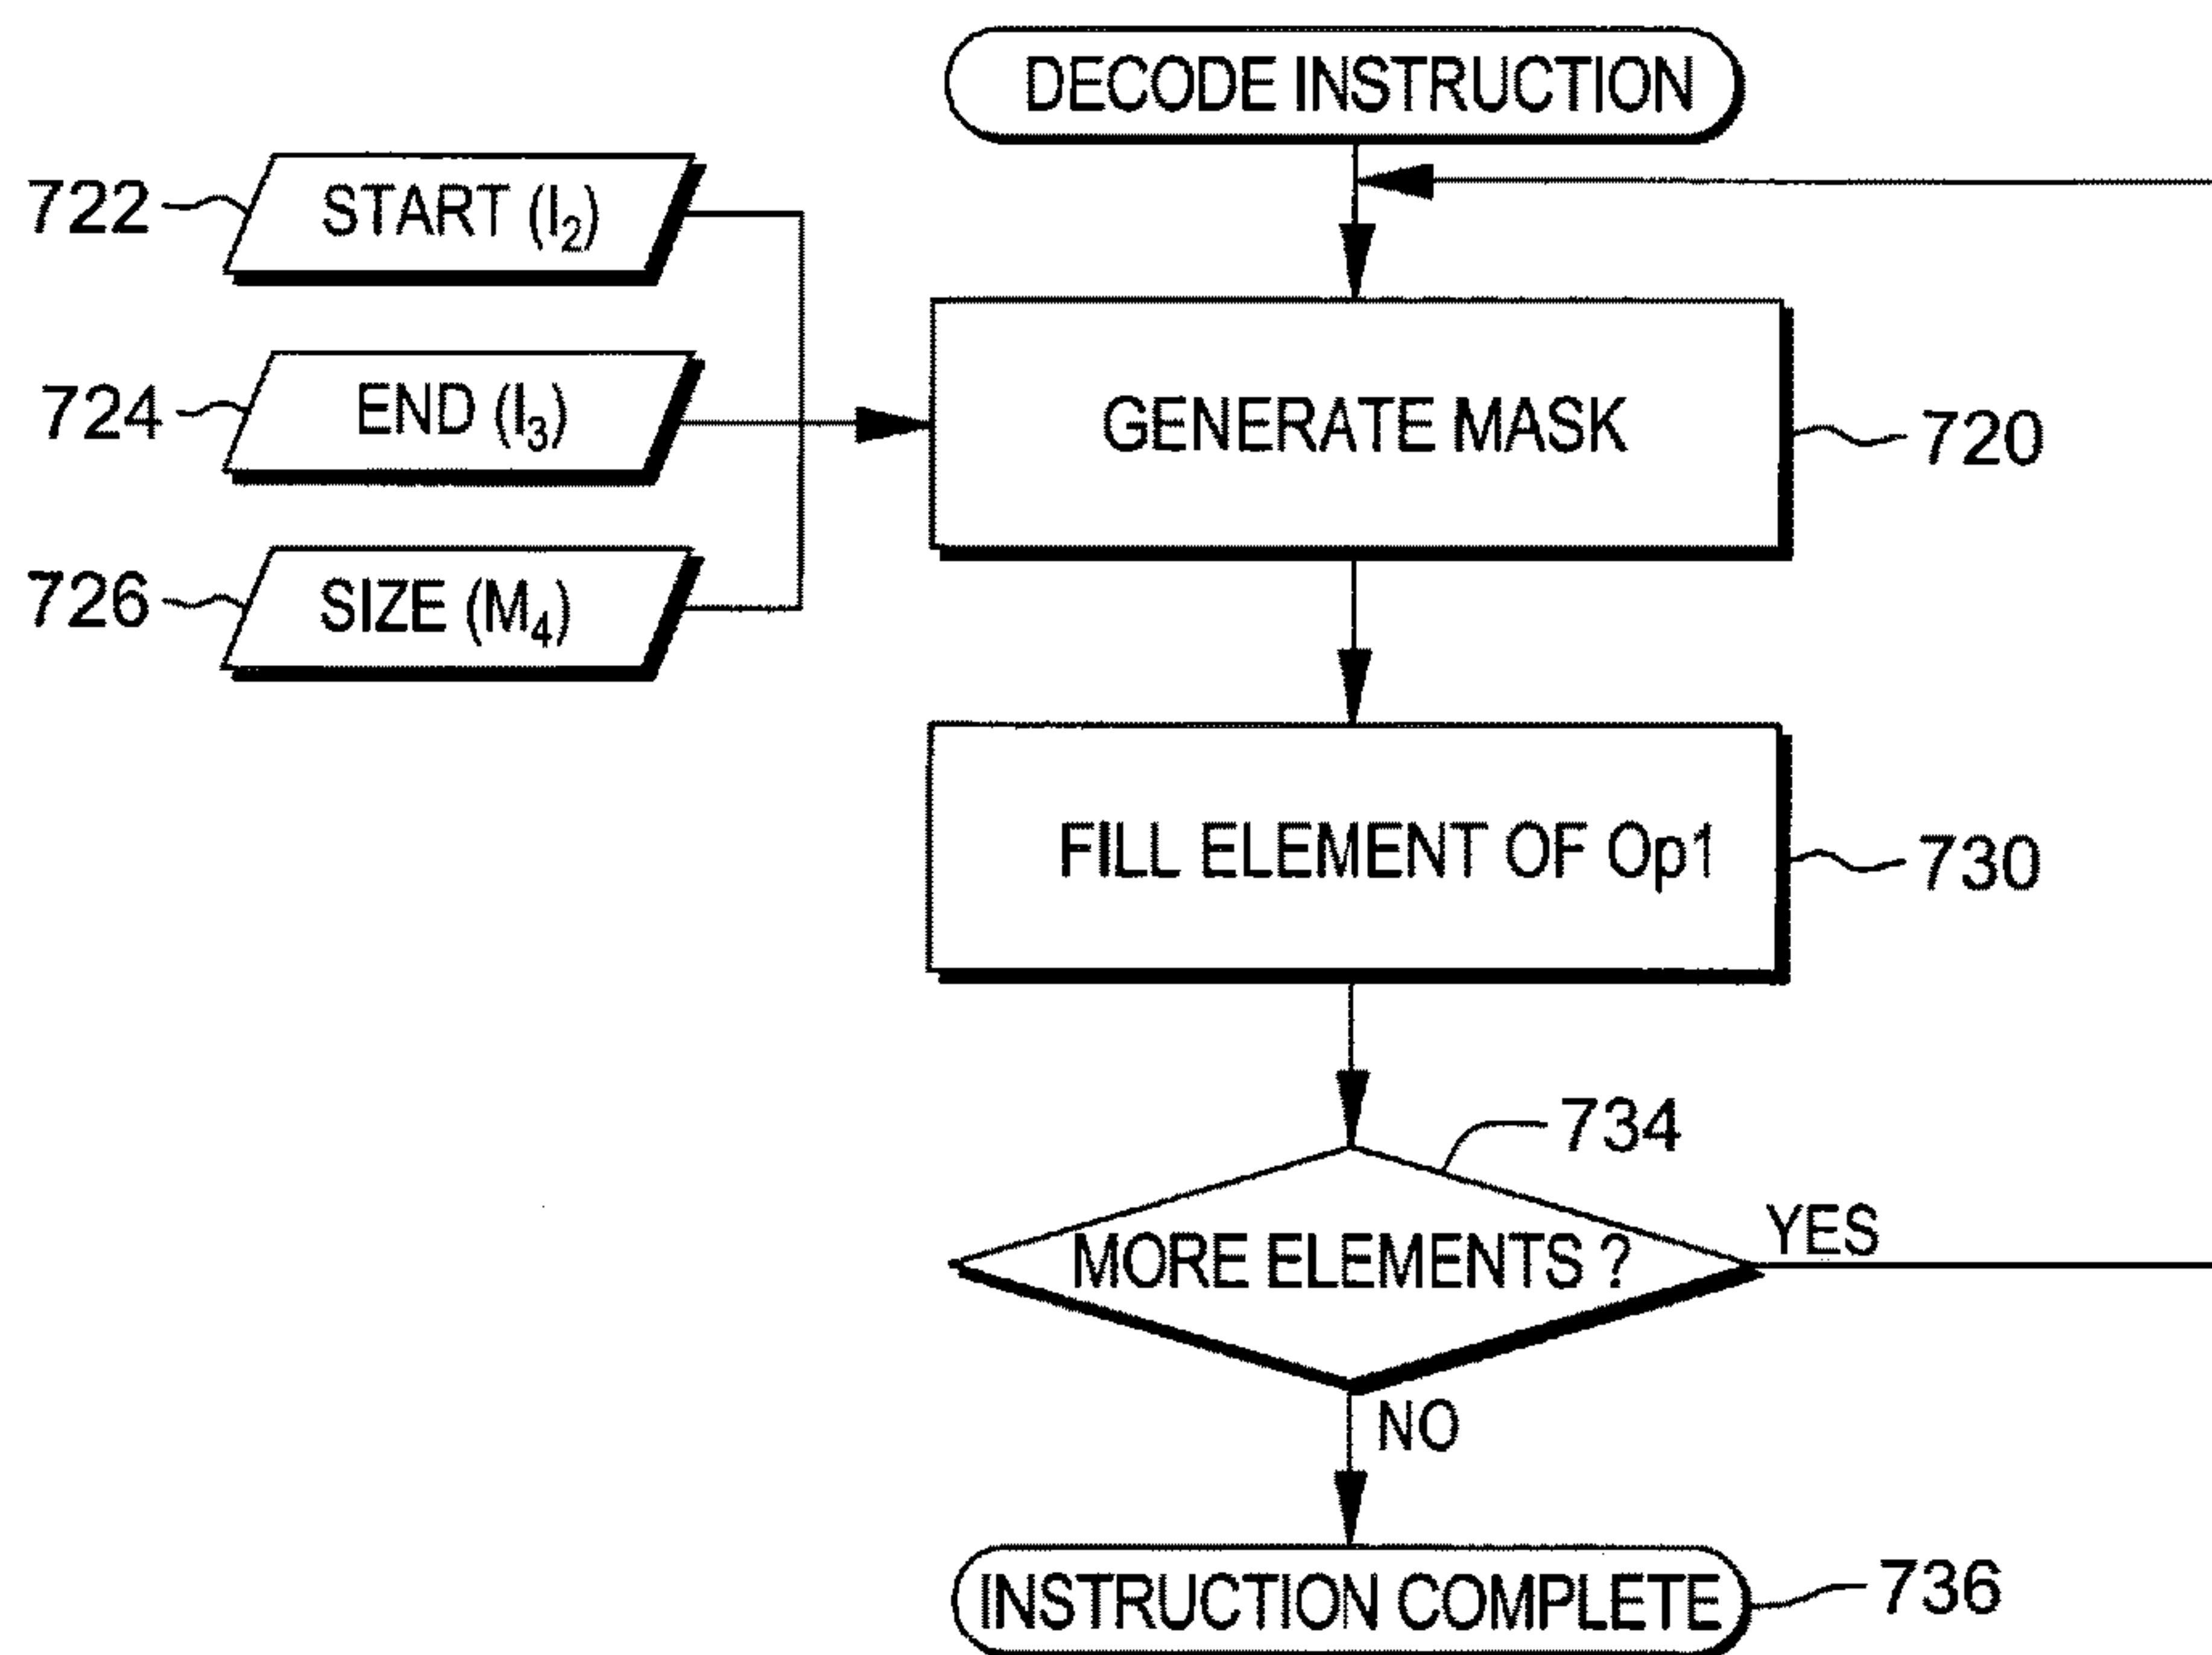 DECODE INSTRUCTION
722 START (I₂)
724 END (I₃)
GENERATE MASK 720
726 SIZE (M₄)
FILL ELEMENT OF Op1 730
734
MORE ELEMENTS ?
YES
NO
INSTRUCTION COMPLETE 736